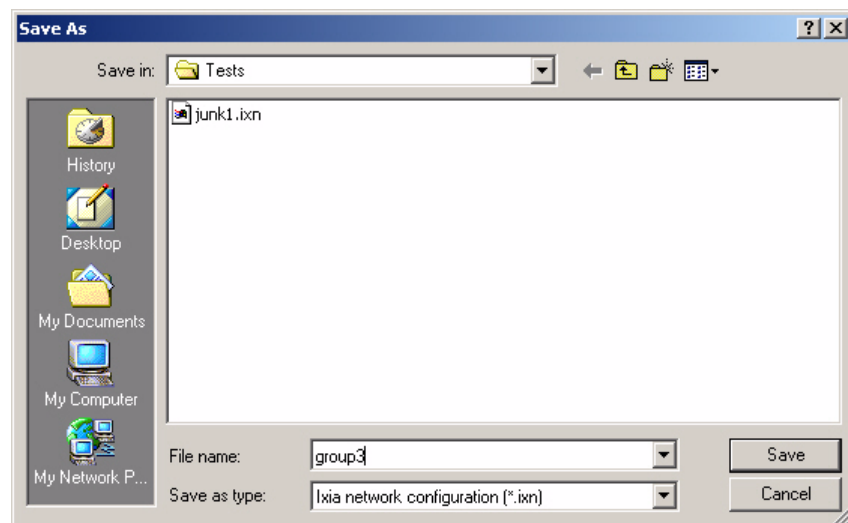 Save As
Save in:
Tests
junk1.ixn
History
Desktop
My Documents
My Computer
My Network P...
File name:
group3
Save
Save as type:
Ixia network configuration (*.ixn)
Cancel